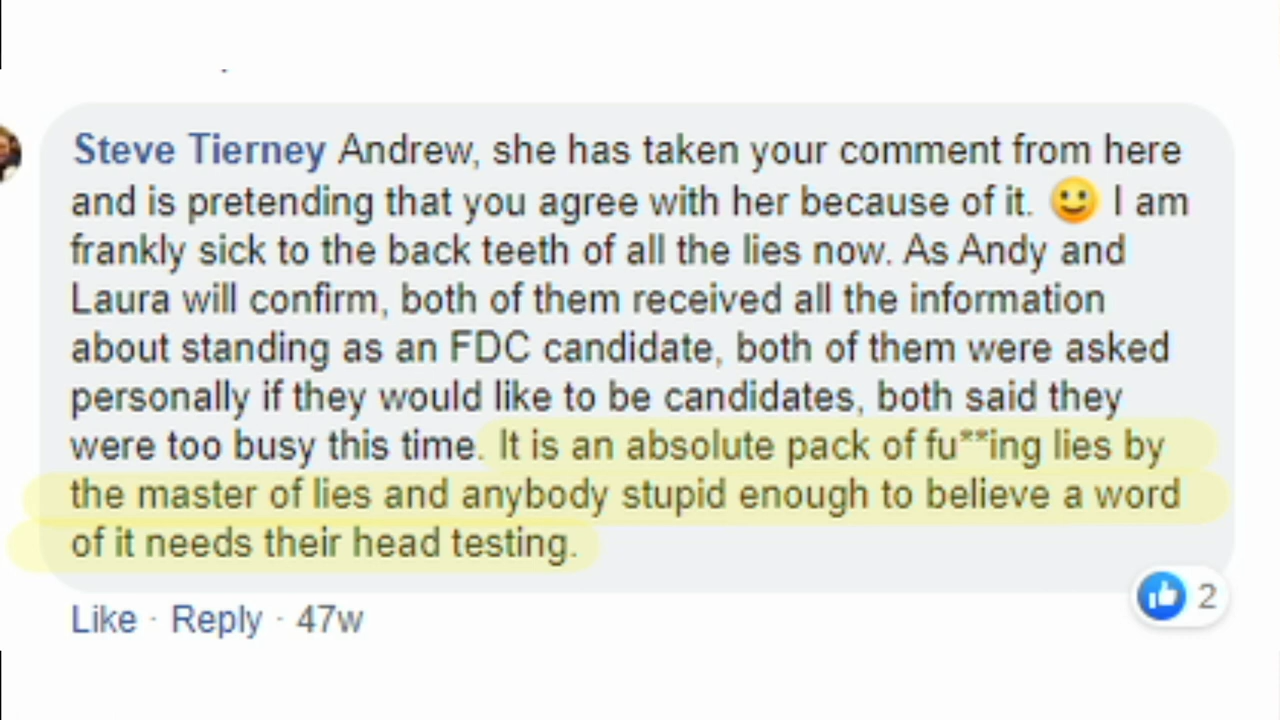 Steve Tierney Andrew, she has taken your comment from here
and is pretending that you agree with her because of it. 🙂 I am
frankly sick to the back teeth of all the lies now. As Andy and
Laura will confirm, both of them received all the information
about standing as an FDC candidate, both of them were asked
personally if they would like to be candidates, both said they
were too busy this time. It is an absolute pack of fu**ing lies by
the master of lies and anybody stupid enough to believe a word
of it needs their head testing.
Like · Reply · 47w
2